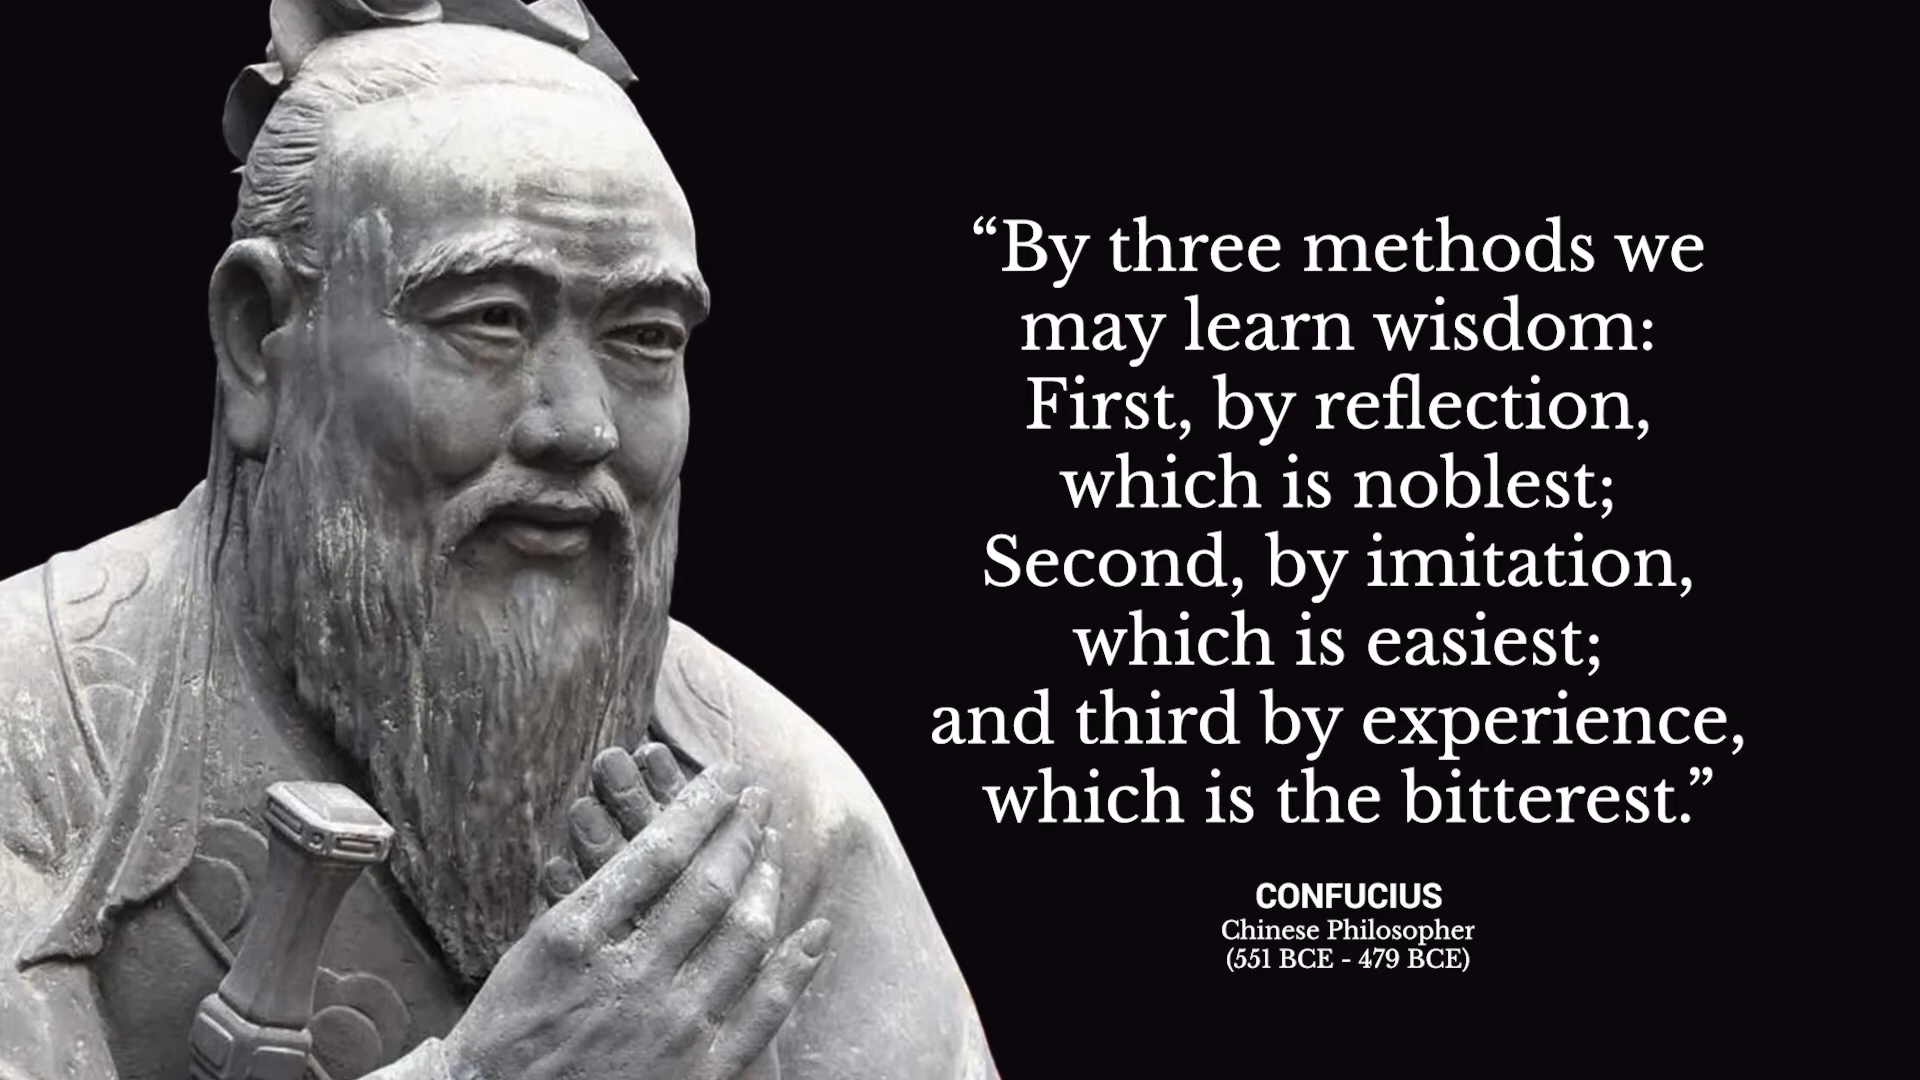 “By three methods we
may learn wisdom:
First, by reflection,
which is noblest;
Second, by imitation,
which is easiest;
and third by experience,
which is the bitterest.”
CONFUCIUS
Chinese Philosopher
(551 BCE - 479 BCE)